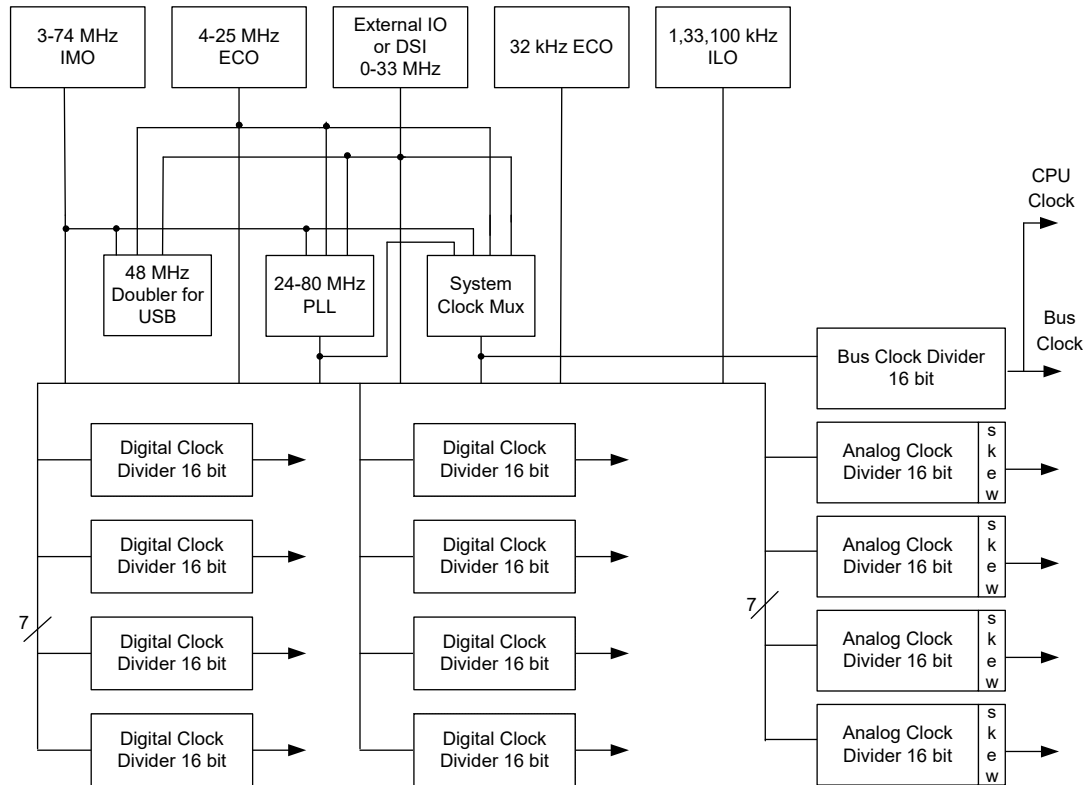 3-74 MHz
IMO
4-25 MHz
ECO
External IO
or DSI
0-33 MHz
32 kHz ECO
1,33,100 kHz
ILO
CPU
Clock
48 MHz
Doubler for
USB
24-80 MHz
PLL
System
Clock Mux
Bus
Clock
Bus Clock Divider
16 bit
Digital Clock
Divider 16 bit
Digital Clock
Divider 16 bit
Analog Clock
Divider 16 bit
s
k
e
w
Digital Clock
Divider 16 bit
Digital Clock
Divider 16 bit
Analog Clock
Divider 16 bit
s
k
e
w
7
7
Digital Clock
Divider 16 bit
Digital Clock
Divider 16 bit
Analog Clock
Divider 16 bit
s
k
e
w
Digital Clock
Divider 16 bit
Digital Clock
Divider 16 bit
Analog Clock
Divider 16 bit
s
k
e
w